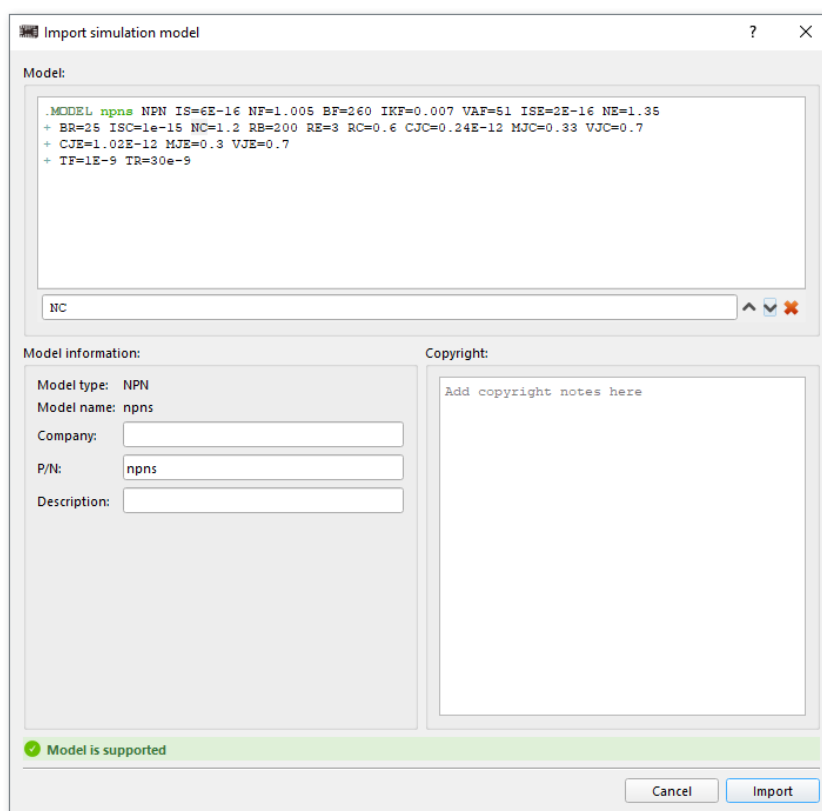 Import simulation model
?
Model:
.MODEL npns NPN IS=6E-16 NF=1.005 BF=260 IKF=0.007 VAF=51 ISE=2E-16 NE=1.35
+ BR=25 ISC=1e-15 NC=1.2 RB=200 RE=3 RC=0.6 CJC=0.24E-12 MJC=0.33 VJC=0.7
+ CJE=1.02E-12 MJE=0.3 VJE=0.7
+ TF=1E-9 TR=30e-9
NC
Model information:
Model type: NPN
Model name: npns
Company:
P/N: npns
Description:
Copyright:
Add copyright notes here
Model is supported
Cancel Import